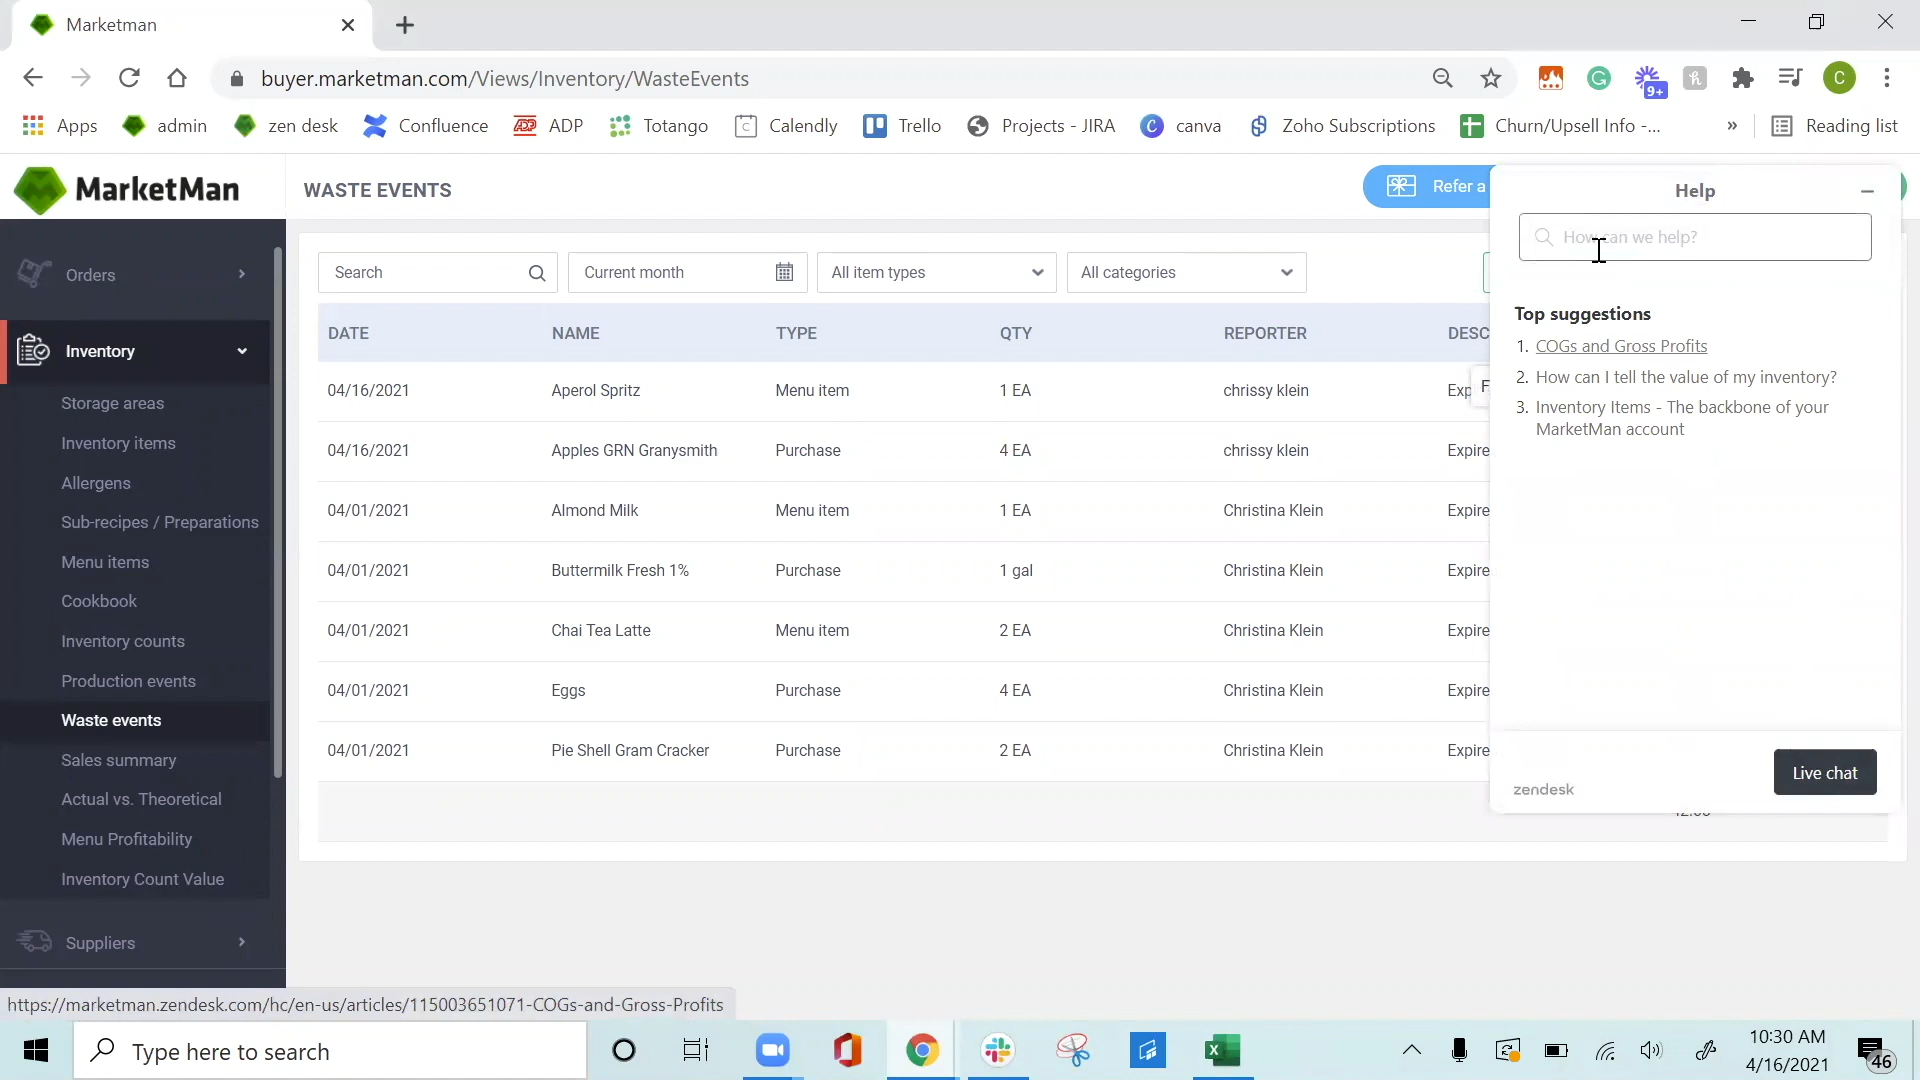 Marketman
buyer.marketman.com/Views/Inventory/WasteEvents
9+
C
Apps
admin
zen desk
Confluence
ADP
Totango
Calendly
Trello
Projects - JIRA
canva
Zoho Subscriptions
Churn/Upsell Info -...
»
Reading list
MarketMan
WASTE EVENTS
Refer a
Help
How can we help?
Orders
Search
Current month
All item types
All categories
Top suggestions
1. COGs and Gross Profits
2. How can I tell the value of my inventory?
3. Inventory Items - The backbone of your
MarketMan account
Live chat
zendesk
Inventory
Storage areas
Inventory items
Allergens
Sub-recipes / Preparations
Menu items
Cookbook
Inventory counts
Production events
Waste events
Sales summary
Actual vs. Theoretical
Menu Profitability
Inventory Count Value
Suppliers
DATE NAME TYPE QTY REPORTER DESC
04/16/2021 Aperol Spritz Menu item 1 EA chrissy klein Exp F
04/16/2021 Apples GRN Granysmith Purchase 4 EA chrissy klein Expire
04/01/2021 Almond Milk Menu item 1 EA Christina Klein Expire
04/01/2021 Buttermilk Fresh 1% Purchase 1 gal Christina Klein Expire
04/01/2021 Chai Tea Latte Menu item 2 EA Christina Klein Expire
04/01/2021 Eggs Purchase 4 EA Christina Klein Expire
04/01/2021 Pie Shell Gram Cracker Purchase 2 EA Christina Klein Expire
https://marketman.zendesk.com/hc/en-us/articles/115003651071-COGs-and-Gross-Profits
Type here to search
10:30 AM
4/16/2021
46